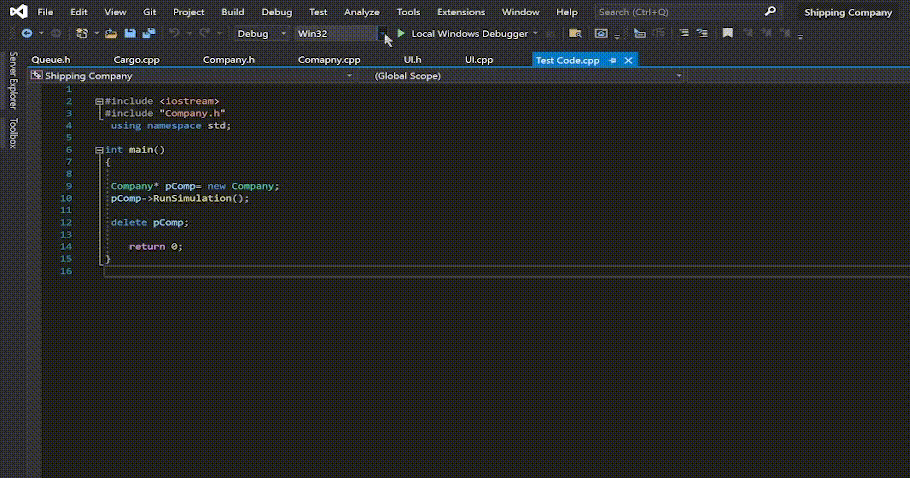 File Edit View Git Project Build Debug Test Analyze Tools Extensions Window Help Search (Ctrl+Q) Shipping Company
Debug Win32 Local Windows Debugger
Queue.h Cargo.cpp Company.h Comapny.cpp UI.h UI.cpp Test Code.cpp
Shipping Company (Global Scope)
Server Explorer
Toolbox
1
2 #include <iostream>
3 #include "Company.h"
4 using namespace std;
5
6 int main()
7 {
8
9 Company* pComp= new Company;
10 pComp->RunSimulation();
11
12 delete pComp;
13
14 return 0;
15 }
16